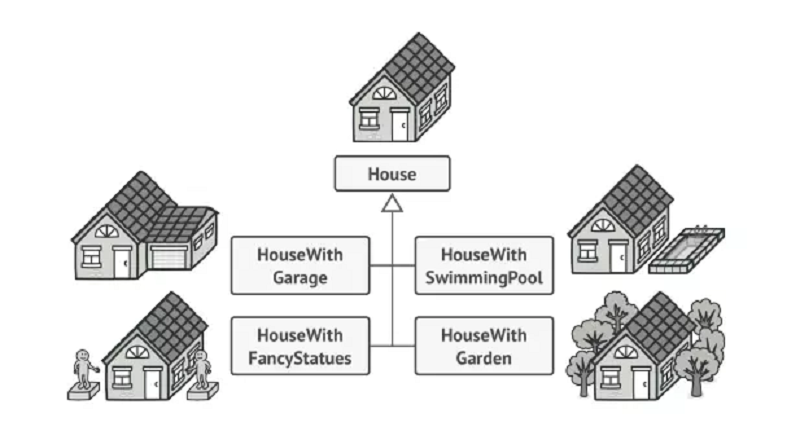 House
HouseWith
Garage
HouseWith
SwimmingPool
HouseWith
FancyStatues
HouseWith
Garden